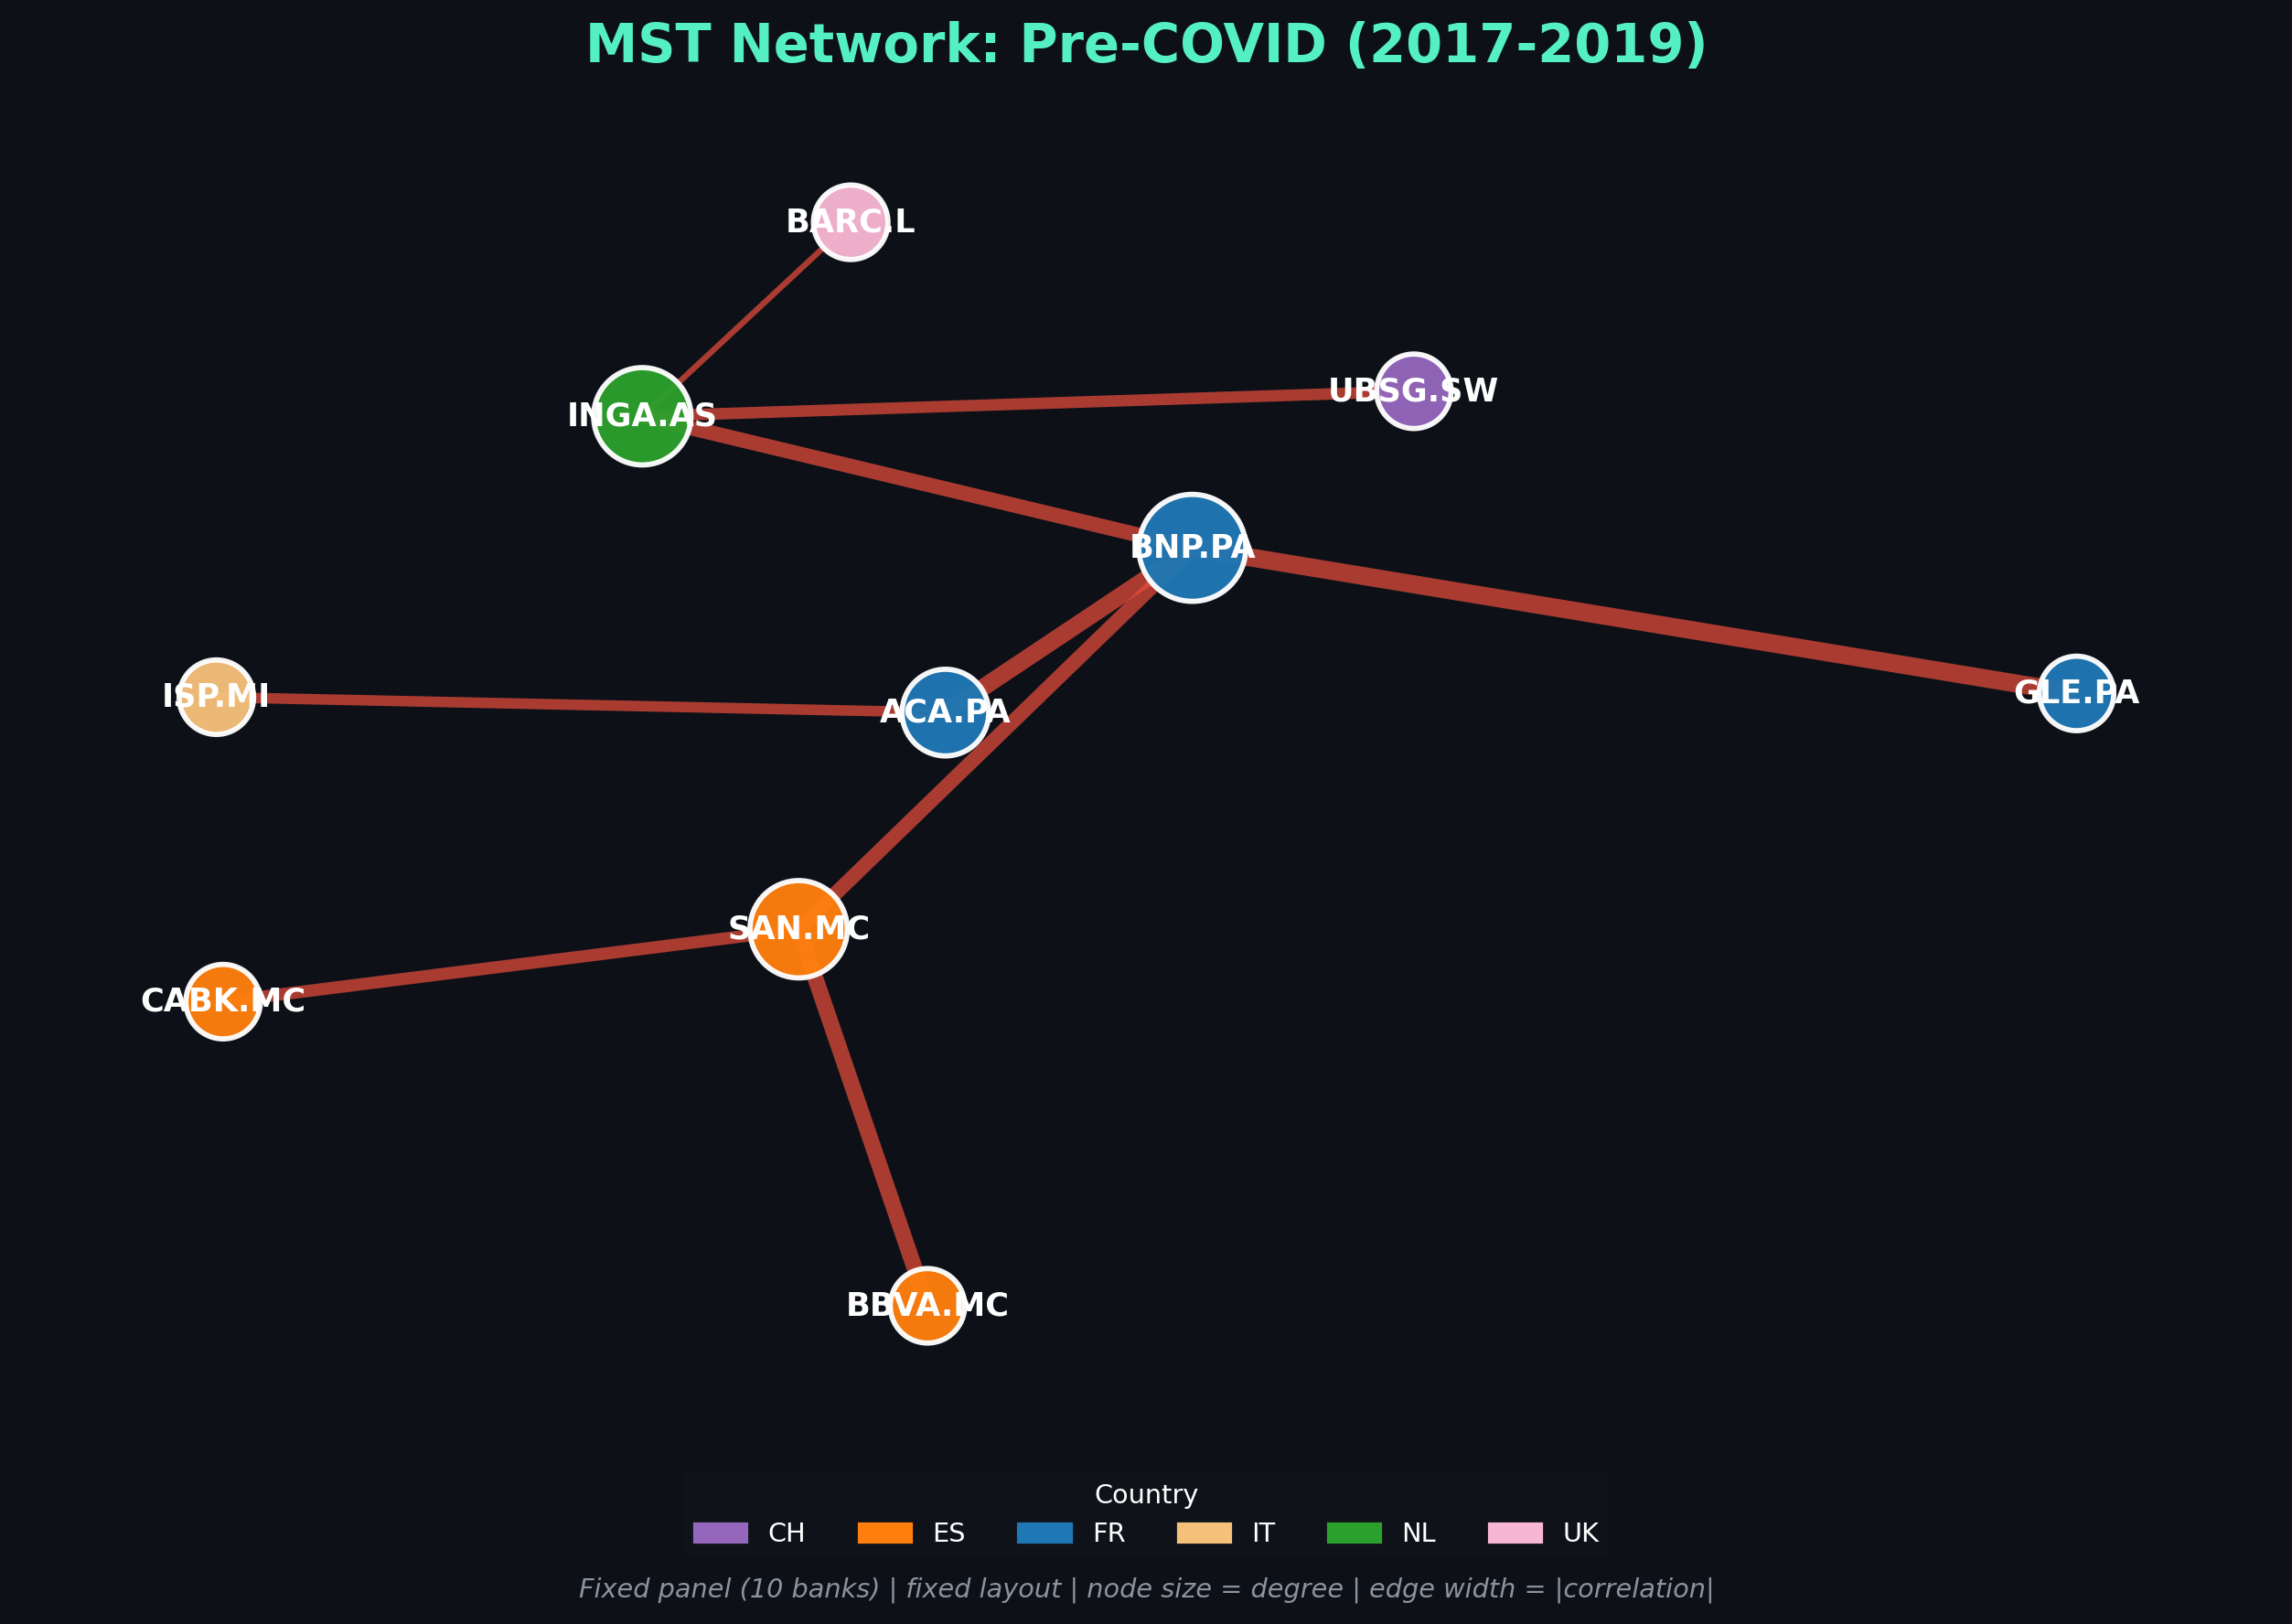 MST Network: Pre-COVID (2017-2019)
BARC.L
UBSG.SW
INGA.AS
BNP.PA
ISP.MI
ACA.PA
GLE.PA
SAN.MC
CABK.MC
BBVA.MC
Country
CH ES FR IT NL UK
Fixed panel (10 banks) | fixed layout | node size = degree | edge width = |correlation|